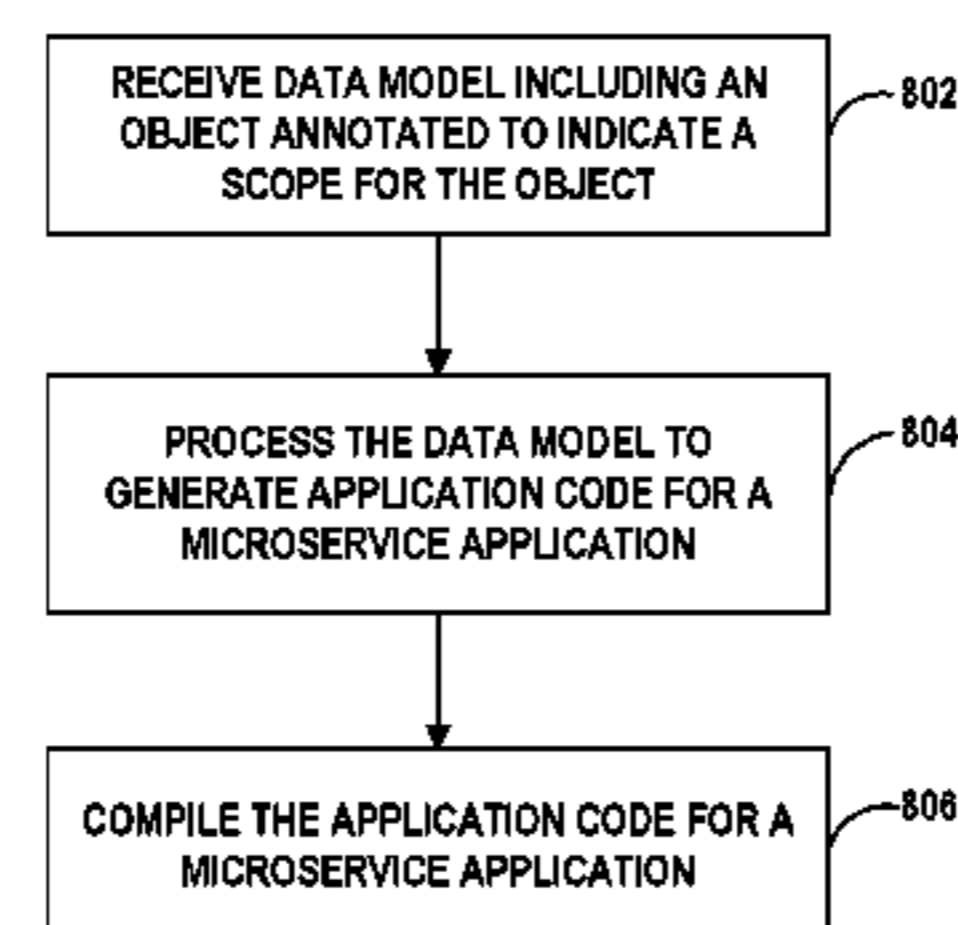 RECEIVE DATA MODEL INCLUDING AN
OBJECT ANNOTATED TO INDICATE A
SCOPE FOR THE OBJECT
802
PROCESS THE DATA MODEL TO
GENERATE APPLICATION CODE FOR A
MICROSERVICE APPLICATION
804
COMPILE THE APPLICATION CODE FOR A
MICROSERVICE APPLICATION
806